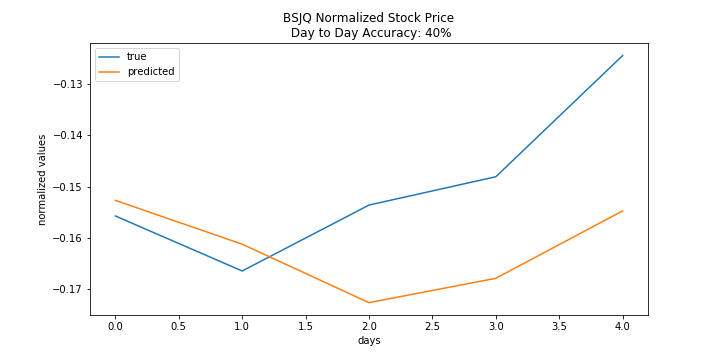 BSJQ Normalized Stock Price
Day to Day Accuracy: 40%
true
predicted
−0.13
−0.14
−0.15
−0.16
−0.17
normalized values
0.0 0.5 1.0 1.5 2.0 2.5 3.0 3.5 4.0
days